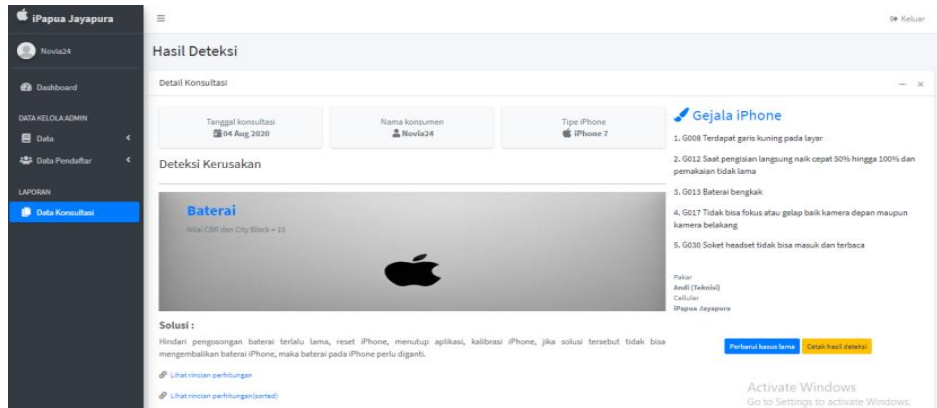 iPapua Jayapura
Keluar
Novia24
Dashboard
DATA KELOLA ADMIN
Data
Data Pendaftar
LAPORAN
Data Konsultasi
Hasil Deteksi
Detail Konsultasi
Tanggal konsultasi
04 Aug 2020
Nama konsumen
Novia24
Tipe iPhone
iPhone 7
Deteksi Kerusakan
Baterai
Nilai CBR dan City Block = 10
Solusi :
Hindari pengosongan baterai terlalu lama, reset iPhone, menutup aplikasi, kalibrasi iPhone, jika solusi tersebut tidak bisa
mengembalikan baterai iPhone, maka baterai pada iPhone perlu diganti.
Lihat rincian perhitungan
Lihat rincian perhitungan(sorted)
Gejala iPhone
1. G008 Terdapat garis kuning pada layar
2. G012 Saat pengisian langsung naik cepat 50% hingga 100% dan
pemakaian tidak lama
3. G013 Baterai bengkak
4. G017 Tidak bisa fokus atau gelap baik kamera depan maupun
kamera belakang
5. G030 Soket headset tidak bisa masuk dan terbaca
Pakar
Andi (Teknisi)
Celluler
iPapua Jayapura
Perbarui kasus lama
Cetak hasil deteksi
Activate Windows
Go to Settings to activate Windows.